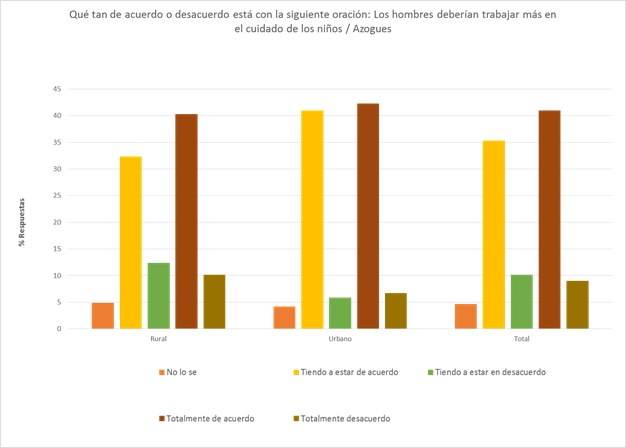 Qué tan de acuerdo o desacuerdo está con la siguiente oración: Los hombres deberían trabajar más en
el cuidado de los niños / Azogues
45
40
35
30
25
20
15
10
5
0
% Respuestas
Rural Urbano Total
No lo se Tiendo a estar de acuerdo Tiendo a estar en desacuerdo
Totalmente de acuerdo Totalmente desacuerdo